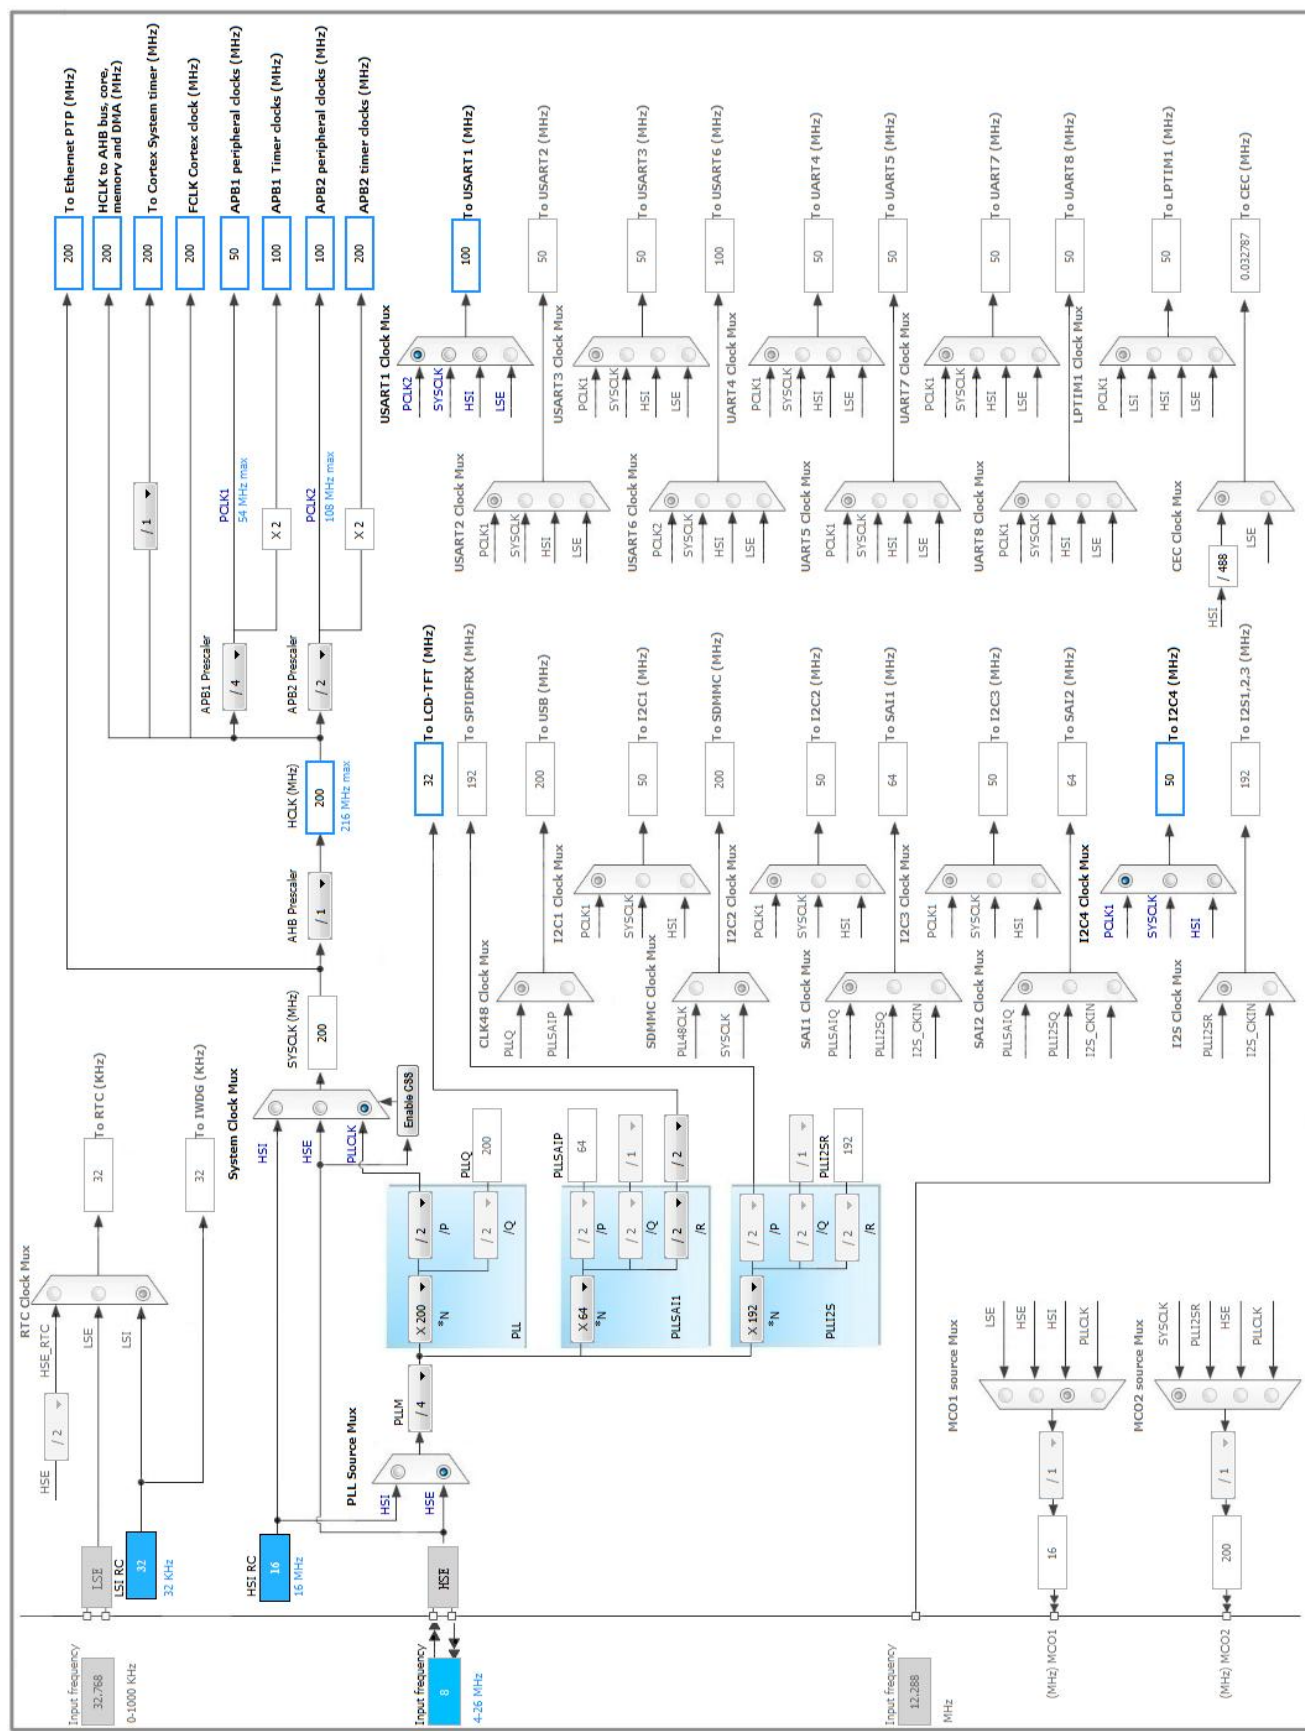 RTC Clock Mux
HSE
/ 2
HSE_RTC
Input frequency
32.768
0-1000 KHz
LSE
LSE
32
To RTC (KHz)
LSI
LSI RC
32
32 KHz
32
To IWDG (KHz)
System Clock Mux
HSI RC
16
16 MHz
HSI
HSE
PLLCLK
SYSCLK (MHz)
200
AHB Prescaler
/ 1
HCLK (MHz)
200
216 MHz max
Enable CSS
200
To Ethernet PTP (MHz)
200
HCLK to AHB bus, core,
memory and DMA (MHz)
/ 1
200
To Cortex System timer (MHz)
200
FCLK Cortex clock (MHz)
APB1 Prescaler
/ 4
PCLK1
54 MHz max
50
APB1 peripheral clocks (MHz)
X 2
100
APB1 Timer clocks (MHz)
APB2 Prescaler
/ 2
PCLK2
108 MHz max
100
APB2 peripheral clocks (MHz)
X 2
200
APB2 timer clocks (MHz)
PLL Source Mux
HSI
HSE
Input frequency
8
4-26 MHz
HSE
PLLM
/ 4
X 200
*N
/ 2
/P
PLLQ
/ 2
200
/Q
PLL
PLLSAIP
X 64
*N
/ 2
64
/P
/ 2
/ 1
/Q
/ 2
/ 2
/R
PLLSAI1
X 192
*N
/ 2
/P
/ 2
/ 1
/Q
PLLI2SR
/ 2
192
/R
PLLI2S
32
To LCD-TFT (MHz)
192
To SPIDFRX (MHz)
CLK48 Clock Mux
PLLQ
PLLSAIP
200
To USB (MHz)
I2C1 Clock Mux
PCLK1
SYSCLK
HSI
50
To I2C1 (MHz)
SDMMC Clock Mux
PLL48CLK
SYSCLK
200
To SDMMC (MHz)
I2C2 Clock Mux
PCLK1
SYSCLK
HSI
50
To I2C2 (MHz)
SAI1 Clock Mux
PLLSAIQ
PLLI2SQ
I2S_CKIN
64
To SAI1 (MHz)
I2C3 Clock Mux
PCLK1
SYSCLK
HSI
50
To I2C3 (MHz)
SAI2 Clock Mux
PLLSAIQ
PLLI2SQ
I2S_CKIN
64
To SAI2 (MHz)
I2C4 Clock Mux
PCLK1
SYSCLK
HSI
50
To I2C4 (MHz)
I2S Clock Mux
PLLI2SR
I2S_CKIN
192
To I2S1,2,3 (MHz)
USART1 Clock Mux
PCLK2
SYSCLK
HSI
LSE
100
To USART1 (MHz)
USART2 Clock Mux
PCLK1
SYSCLK
HSI
LSE
50
To USART2 (MHz)
USART3 Clock Mux
PCLK1
SYSCLK
HSI
LSE
50
To USART3 (MHz)
USART6 Clock Mux
PCLK2
SYSCLK
HSI
LSE
100
To USART6 (MHz)
UART4 Clock Mux
PCLK1
SYSCLK
HSI
LSE
50
To UART4 (MHz)
UART5 Clock Mux
PCLK1
SYSCLK
HSI
LSE
50
To UART5 (MHz)
UART7 Clock Mux
PCLK1
SYSCLK
HSI
LSE
50
To UART7 (MHz)
UART8 Clock Mux
PCLK1
SYSCLK
HSI
LSE
50
To UART8 (MHz)
LPTIM1 Clock Mux
PCLK1
LSI
HSI
LSE
50
To LPTIM1 (MHz)
CEC Clock Mux
HSI
/ 488
LSE
0.032787
To CEC (MHz)
Input frequency
12.288
MHz
MCO1 source Mux
LSE
HSE
HSI
PLLCLK
/ 1
16
(MHz) MCO1
MCO2 source Mux
SYSCLK
PLLI2SR
HSE
PLLCLK
/ 1
200
(MHz) MCO2